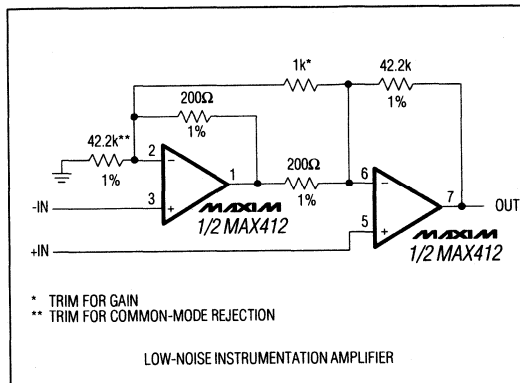 1k*
42.2k
1%
200Ω
1%
42.2k**
1%
2
3
1
200Ω
1%
6
5
7
OUT
-IN
+IN
MAXIM
1/2 MAX412
MAXIM
1/2 MAX412
* TRIM FOR GAIN
** TRIM FOR COMMON-MODE REJECTION
LOW-NOISE INSTRUMENTATION AMPLIFIER